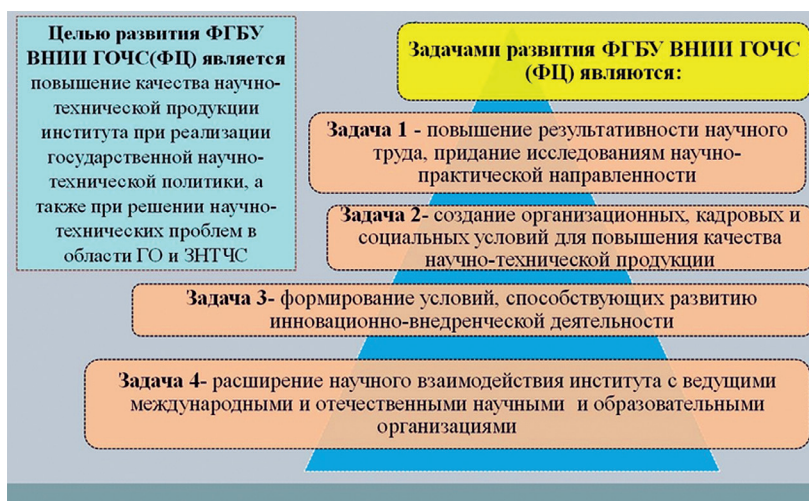 Целью развития ФГБУ
ВНИИ ГОЧС(ФЦ) является
повышение качества научно-
технической продукции
института при реализации
государственной научно-
технической политики, а
также при решении научно-
технических проблем в
области ГО и ЗНТЧС
Задачами развития ФГБУ ВНИИ ГОЧС
(ФЦ) являются:
Задача 1 - повышение результативности научного
труда, придание исследованиям научно-
практической направленности
Задача 2- создание организационных, кадровых и
социальных условий для повышения качества
научно-технической продукции
Задача 3- формирование условий, способствующих развитию
инновационно-внедренческой деятельности
Задача 4- расширение научного взаимодействия института с ведущими
международными и отечественными научными и образовательными
организациями